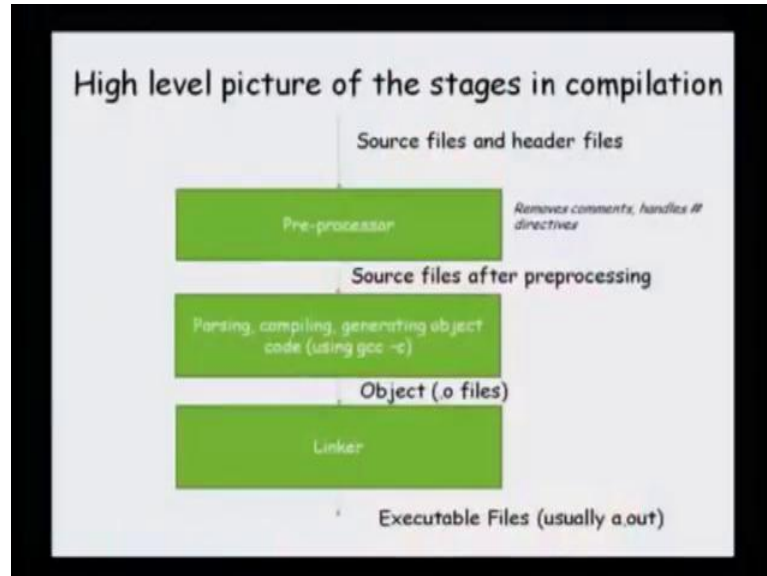 High level picture of the stages in compilation
Source files and header files
Pre-processor
Removes comments, handles #
directives
Source files after preprocessing
Parsing, compiling, generating object
code (using gcc -c)
Object (.o files)
Linker
Executable Files (usually a.out)